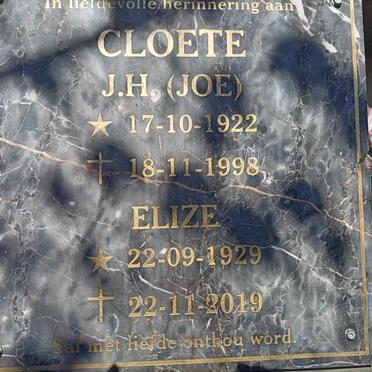 In liefdevolle herinnering aan
CLOETE
J.H. (JOE)
★ 17-10-1922
† 18-11-1998
ELIZE
★ 22-09-1929
† 22-11-2019
Sal met liefde onthou word.